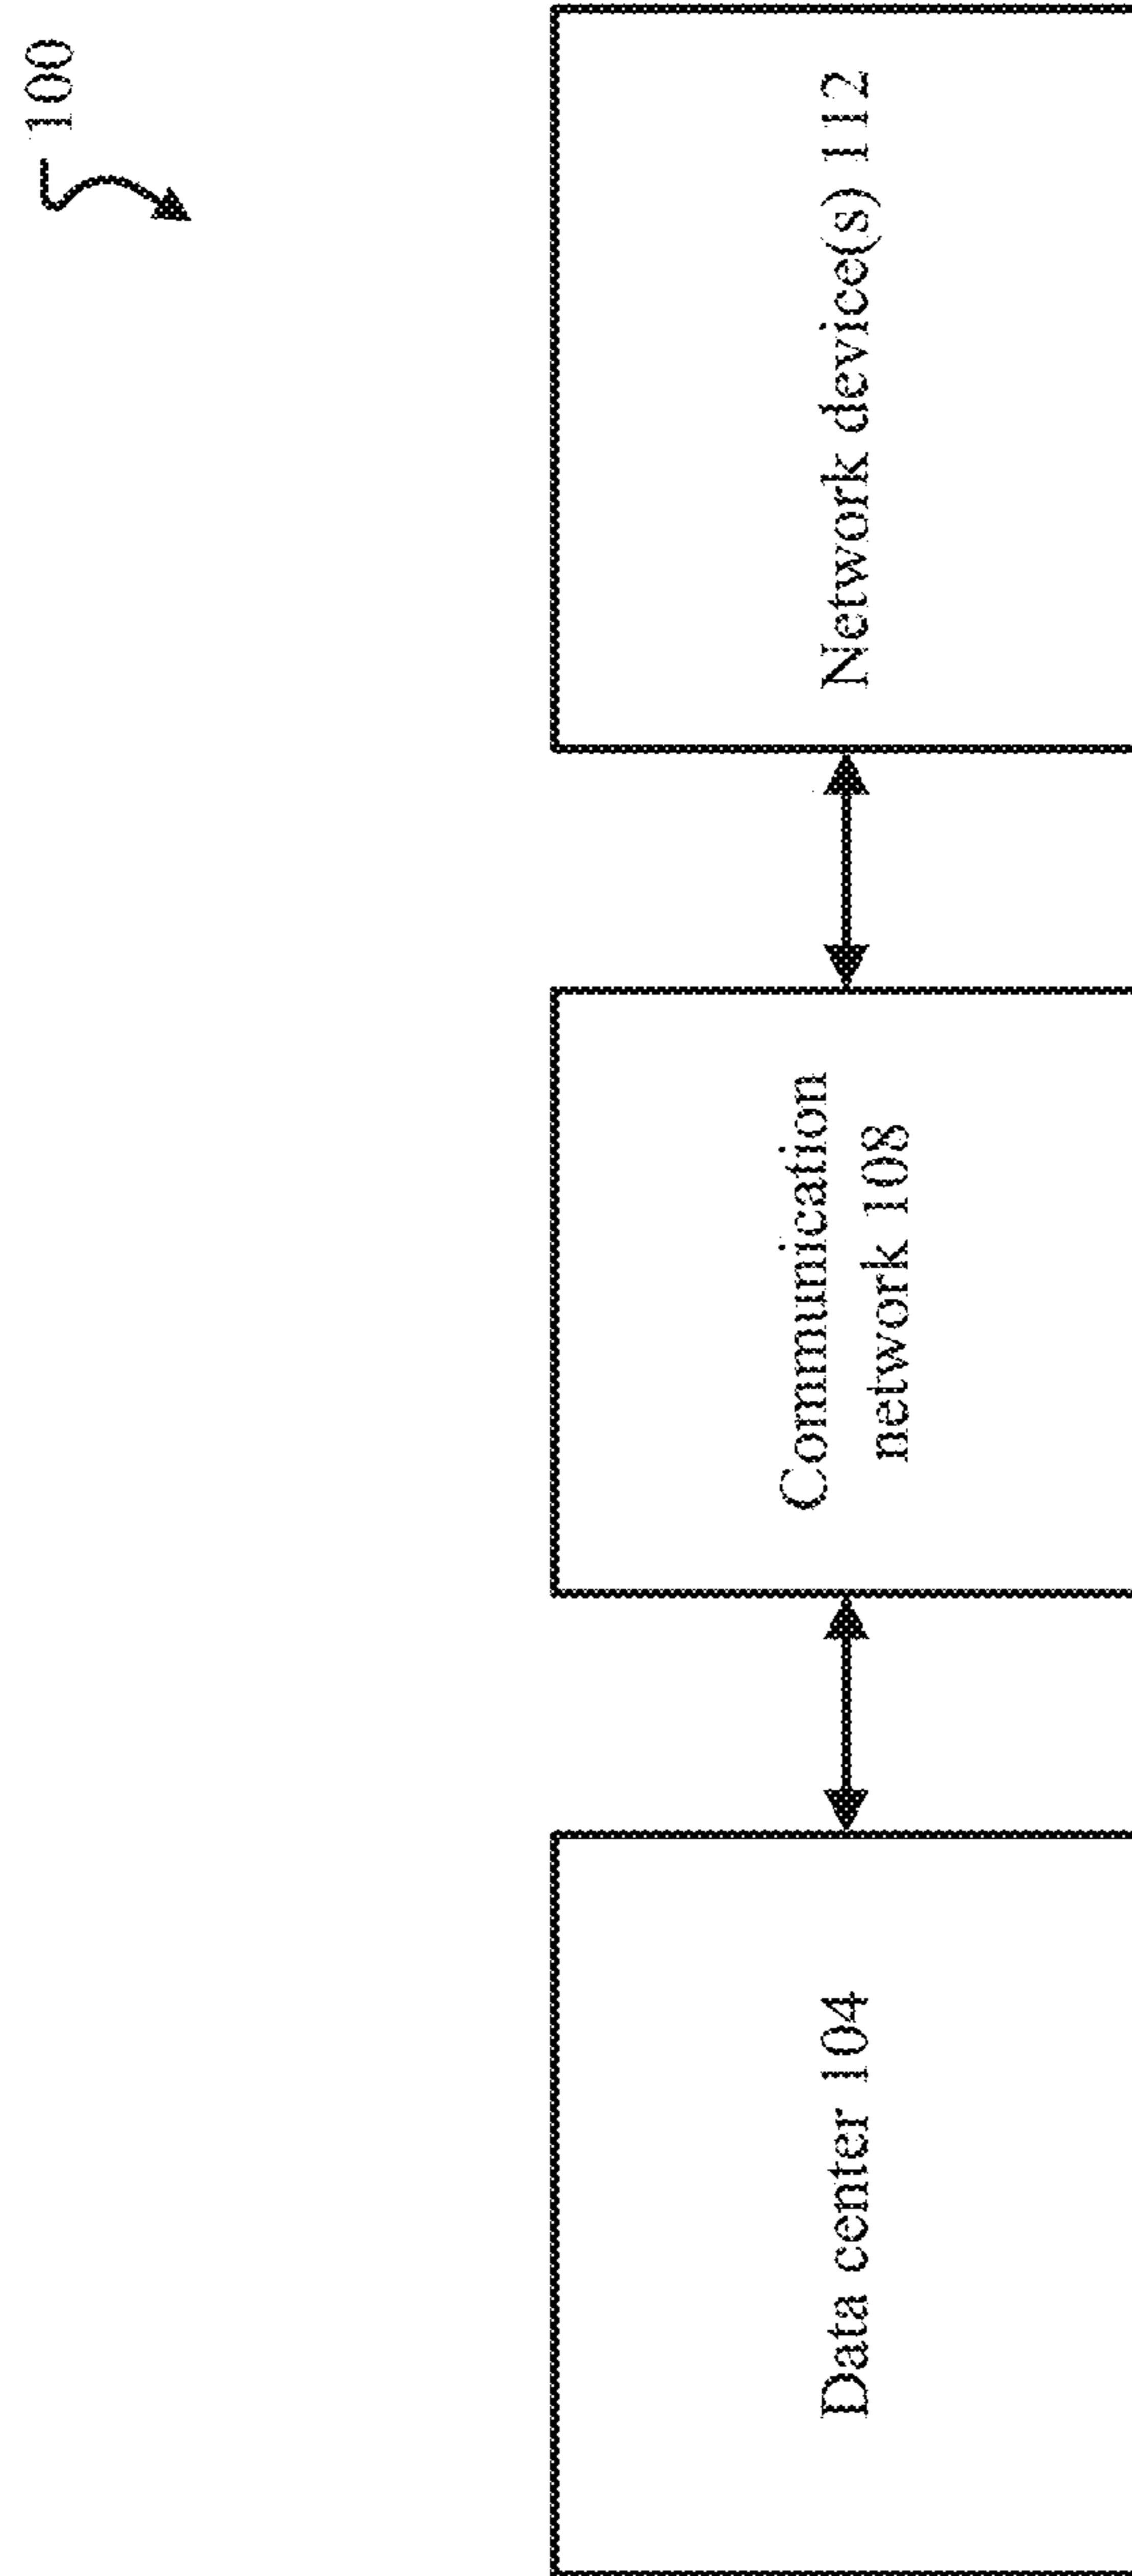 100
Data center 104
Communication
network 108
Network device(s) 112